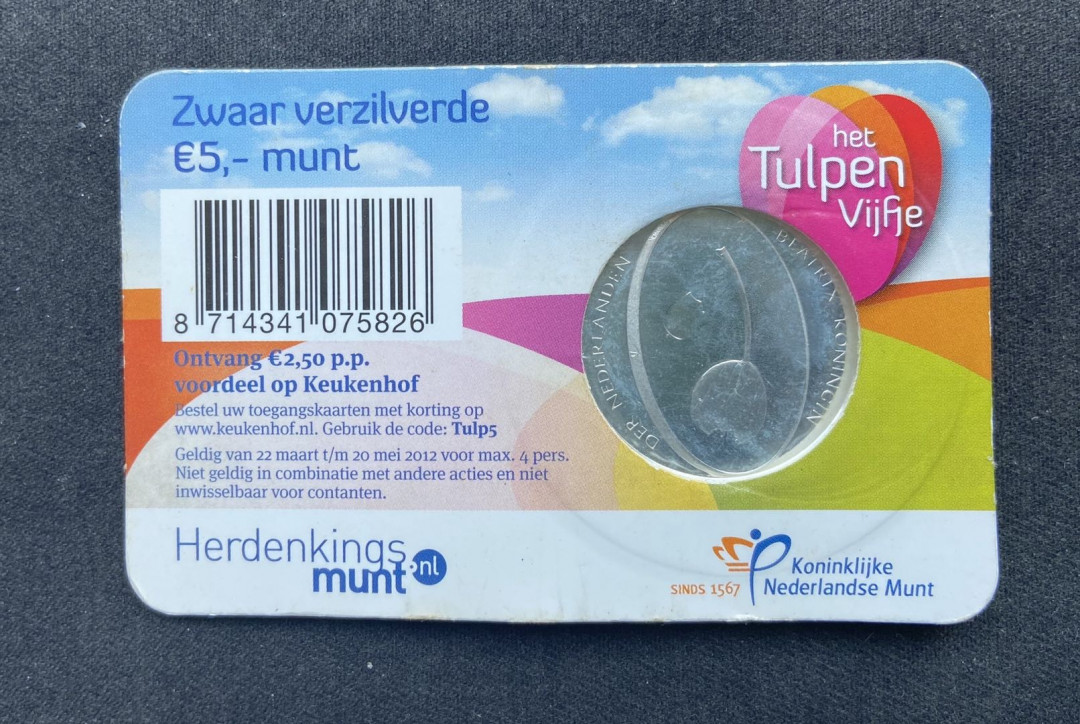 Zwaar verzilverde
€5,- munt
het
Tulpen
Vijfje
8 714341 075826
BEATRIX KONINGIN
DER NEDERLANDEN
Ontvang €2,50 p.p.
voordeel op Keukenhof
Bestel uw toegangskaarten met korting op
www.keukenhof.nl. Gebruik de code: Tulp5
Geldig van 22 maart t/m 20 mei 2012 voor max. 4 pers.
Niet geldig in combinatie met andere acties en niet
inwisselbaar voor contanten.
Herdenkings
munt.nl
SINDS 1567
Koninklijke
Nederlandse Munt